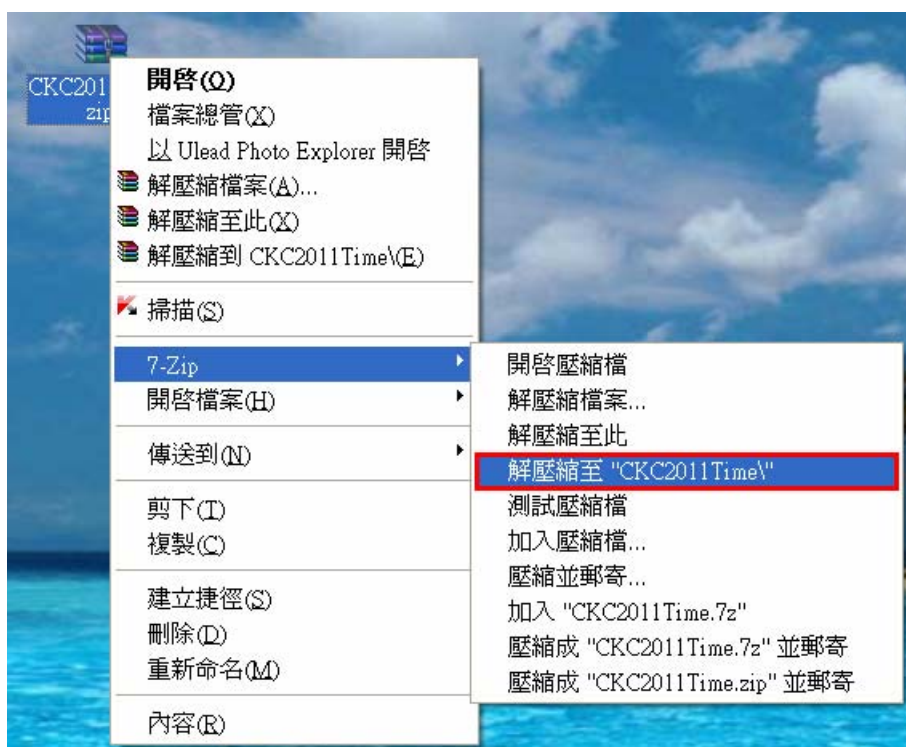 CKC201
zip
開啓(O)
檔案總管(X)
以 Ulead Photo Explorer 開啓
解壓縮檔案(A)...
解壓縮至此(X)
解壓縮到 CKC2011Time\(E)
掃描(S)
7-Zip
開啓檔案(H)
傳送到(N)
剪下(T)
複製(C)
建立捷徑(S)
刪除(D)
重新命名(M)
內容(R)
開啓壓縮檔
解壓縮檔案...
解壓縮至此
解壓縮至 "CKC2011Time\"
測試壓縮檔
加入壓縮檔...
壓縮並郵寄...
加入 "CKC2011Time.7z"
壓縮成 "CKC2011Time.7z" 並郵寄
壓縮成 "CKC2011Time.zip" 並郵寄